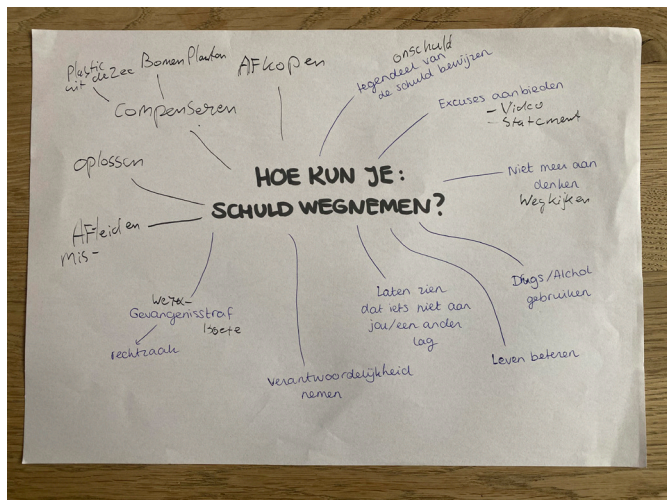 Plastic
uit de zee
Bomen Planten
Compenseren
AFkopen
onschuld
tegendeel van
de schuld bewijzen
Excuses aanbieden
- Video
- Statement
oplossen
HOE KUN JE:
SCHULD WEGNEMEN?
Niet meer aan
denken
Wegkijken
AFleiden
mis-
Gevangenisstraf
boete
rechtzaak
Laten zien
dat iets niet aan
jou/een ander
lag
Drugs/Alchol
gebruiken
Leven beteren
verantwoordelijkheid
nemen